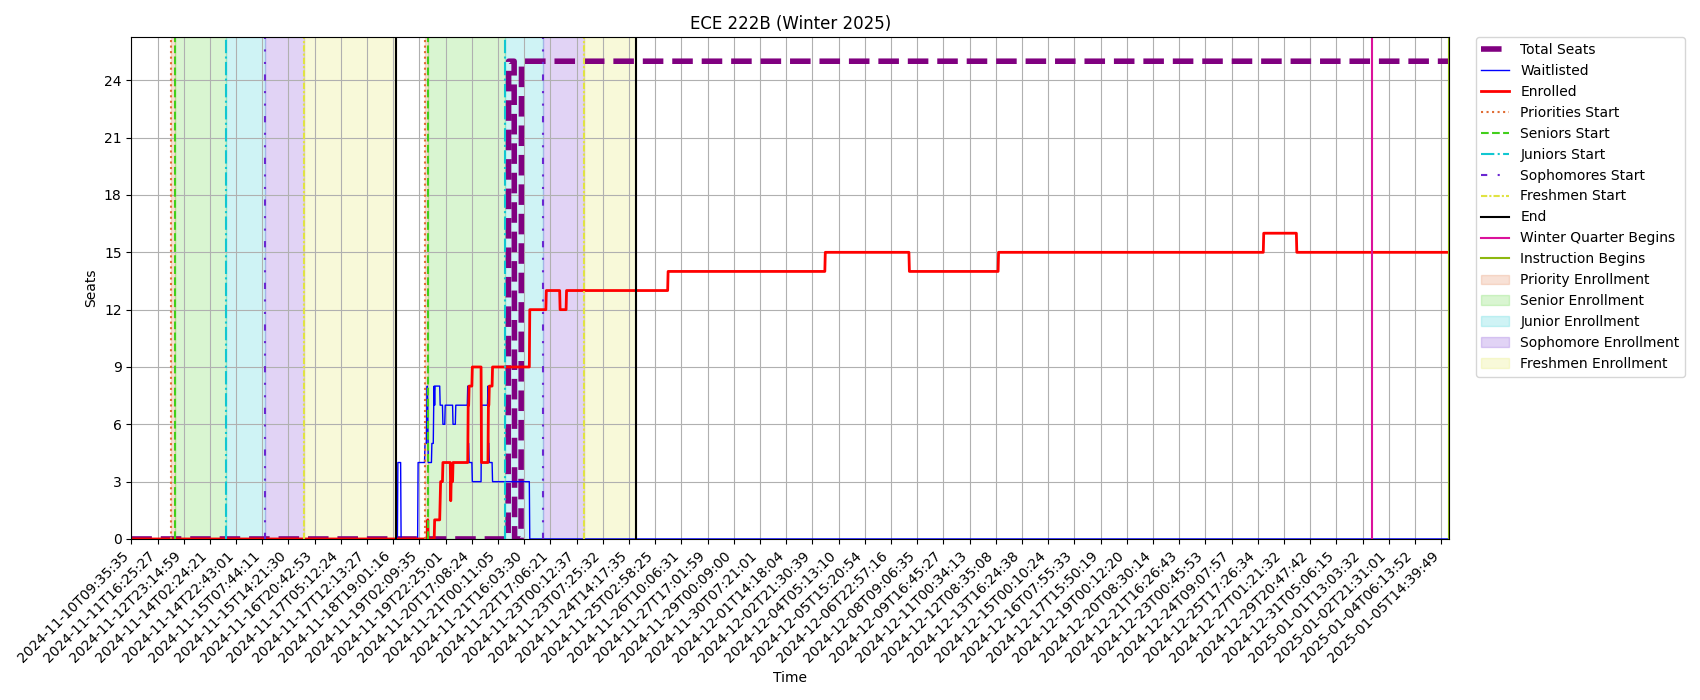 ECE 222B (Winter 2025)
Seats
24
21
18
15
12
9
6
3
0
2024-11-10T09:35:35
2024-11-11T16:25:27
2024-11-12T23:14:59
2024-11-14T02:24:21
2024-11-14T22:43:01
2024-11-15T07:44:11
2024-11-15T14:21:30
2024-11-16T20:42:53
2024-11-17T05:12:24
2024-11-17T12:13:27
2024-11-18T19:01:16
2024-11-19T02:09:35
2024-11-19T22:25:01
2024-11-20T17:08:24
2024-11-21T00:11:05
2024-11-21T16:03:30
2024-11-22T17:06:21
2024-11-23T00:12:37
2024-11-23T07:25:32
2024-11-24T14:17:35
2024-11-25T02:58:25
2024-11-26T10:06:31
2024-11-27T17:01:59
2024-11-29T00:09:00
2024-11-30T07:21:01
2024-12-01T14:18:04
2024-12-02T21:30:39
2024-12-04T05:13:10
2024-12-05T15:20:54
2024-12-06T22:57:16
2024-12-08T09:06:35
2024-12-09T16:45:27
2024-12-11T00:34:13
2024-12-12T08:35:08
2024-12-13T16:24:38
2024-12-15T00:10:24
2024-12-16T07:55:33
2024-12-17T15:50:19
2024-12-19T00:12:20
2024-12-20T08:30:14
2024-12-21T16:26:43
2024-12-23T00:45:53
2024-12-24T09:07:57
2024-12-25T17:26:34
2024-12-27T01:21:32
2024-12-29T20:47:42
2024-12-31T05:06:15
2025-01-01T13:03:32
2025-01-02T21:31:01
2025-01-04T06:13:52
2025-01-05T14:39:49
Time
Total Seats
Waitlisted
Enrolled
Priorities Start
Seniors Start
Juniors Start
Sophomores Start
Freshmen Start
End
Winter Quarter Begins
Instruction Begins
Priority Enrollment
Senior Enrollment
Junior Enrollment
Sophomore Enrollment
Freshmen Enrollment